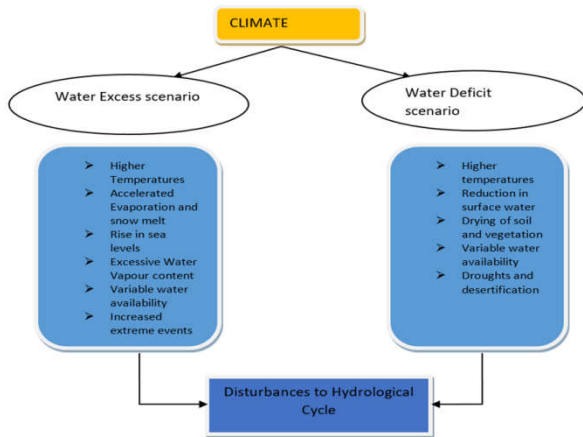 CLIMATE
Water Excess scenario
Water Deficit
scenario
➢ Higher
Temperatures
➢ Accelerated
Evaporation and
snow melt
➢ Rise in sea
levels
➢ Excessive Water
Vapour content
➢ Variable water
availability
➢ Increased
extreme events
➢ Higher
temperatures
➢ Reduction in
surface water
➢ Drying of soil
and vegetation
➢ Variable water
availability
➢ Droughts and
desertification
Disturbances to Hydrological
Cycle